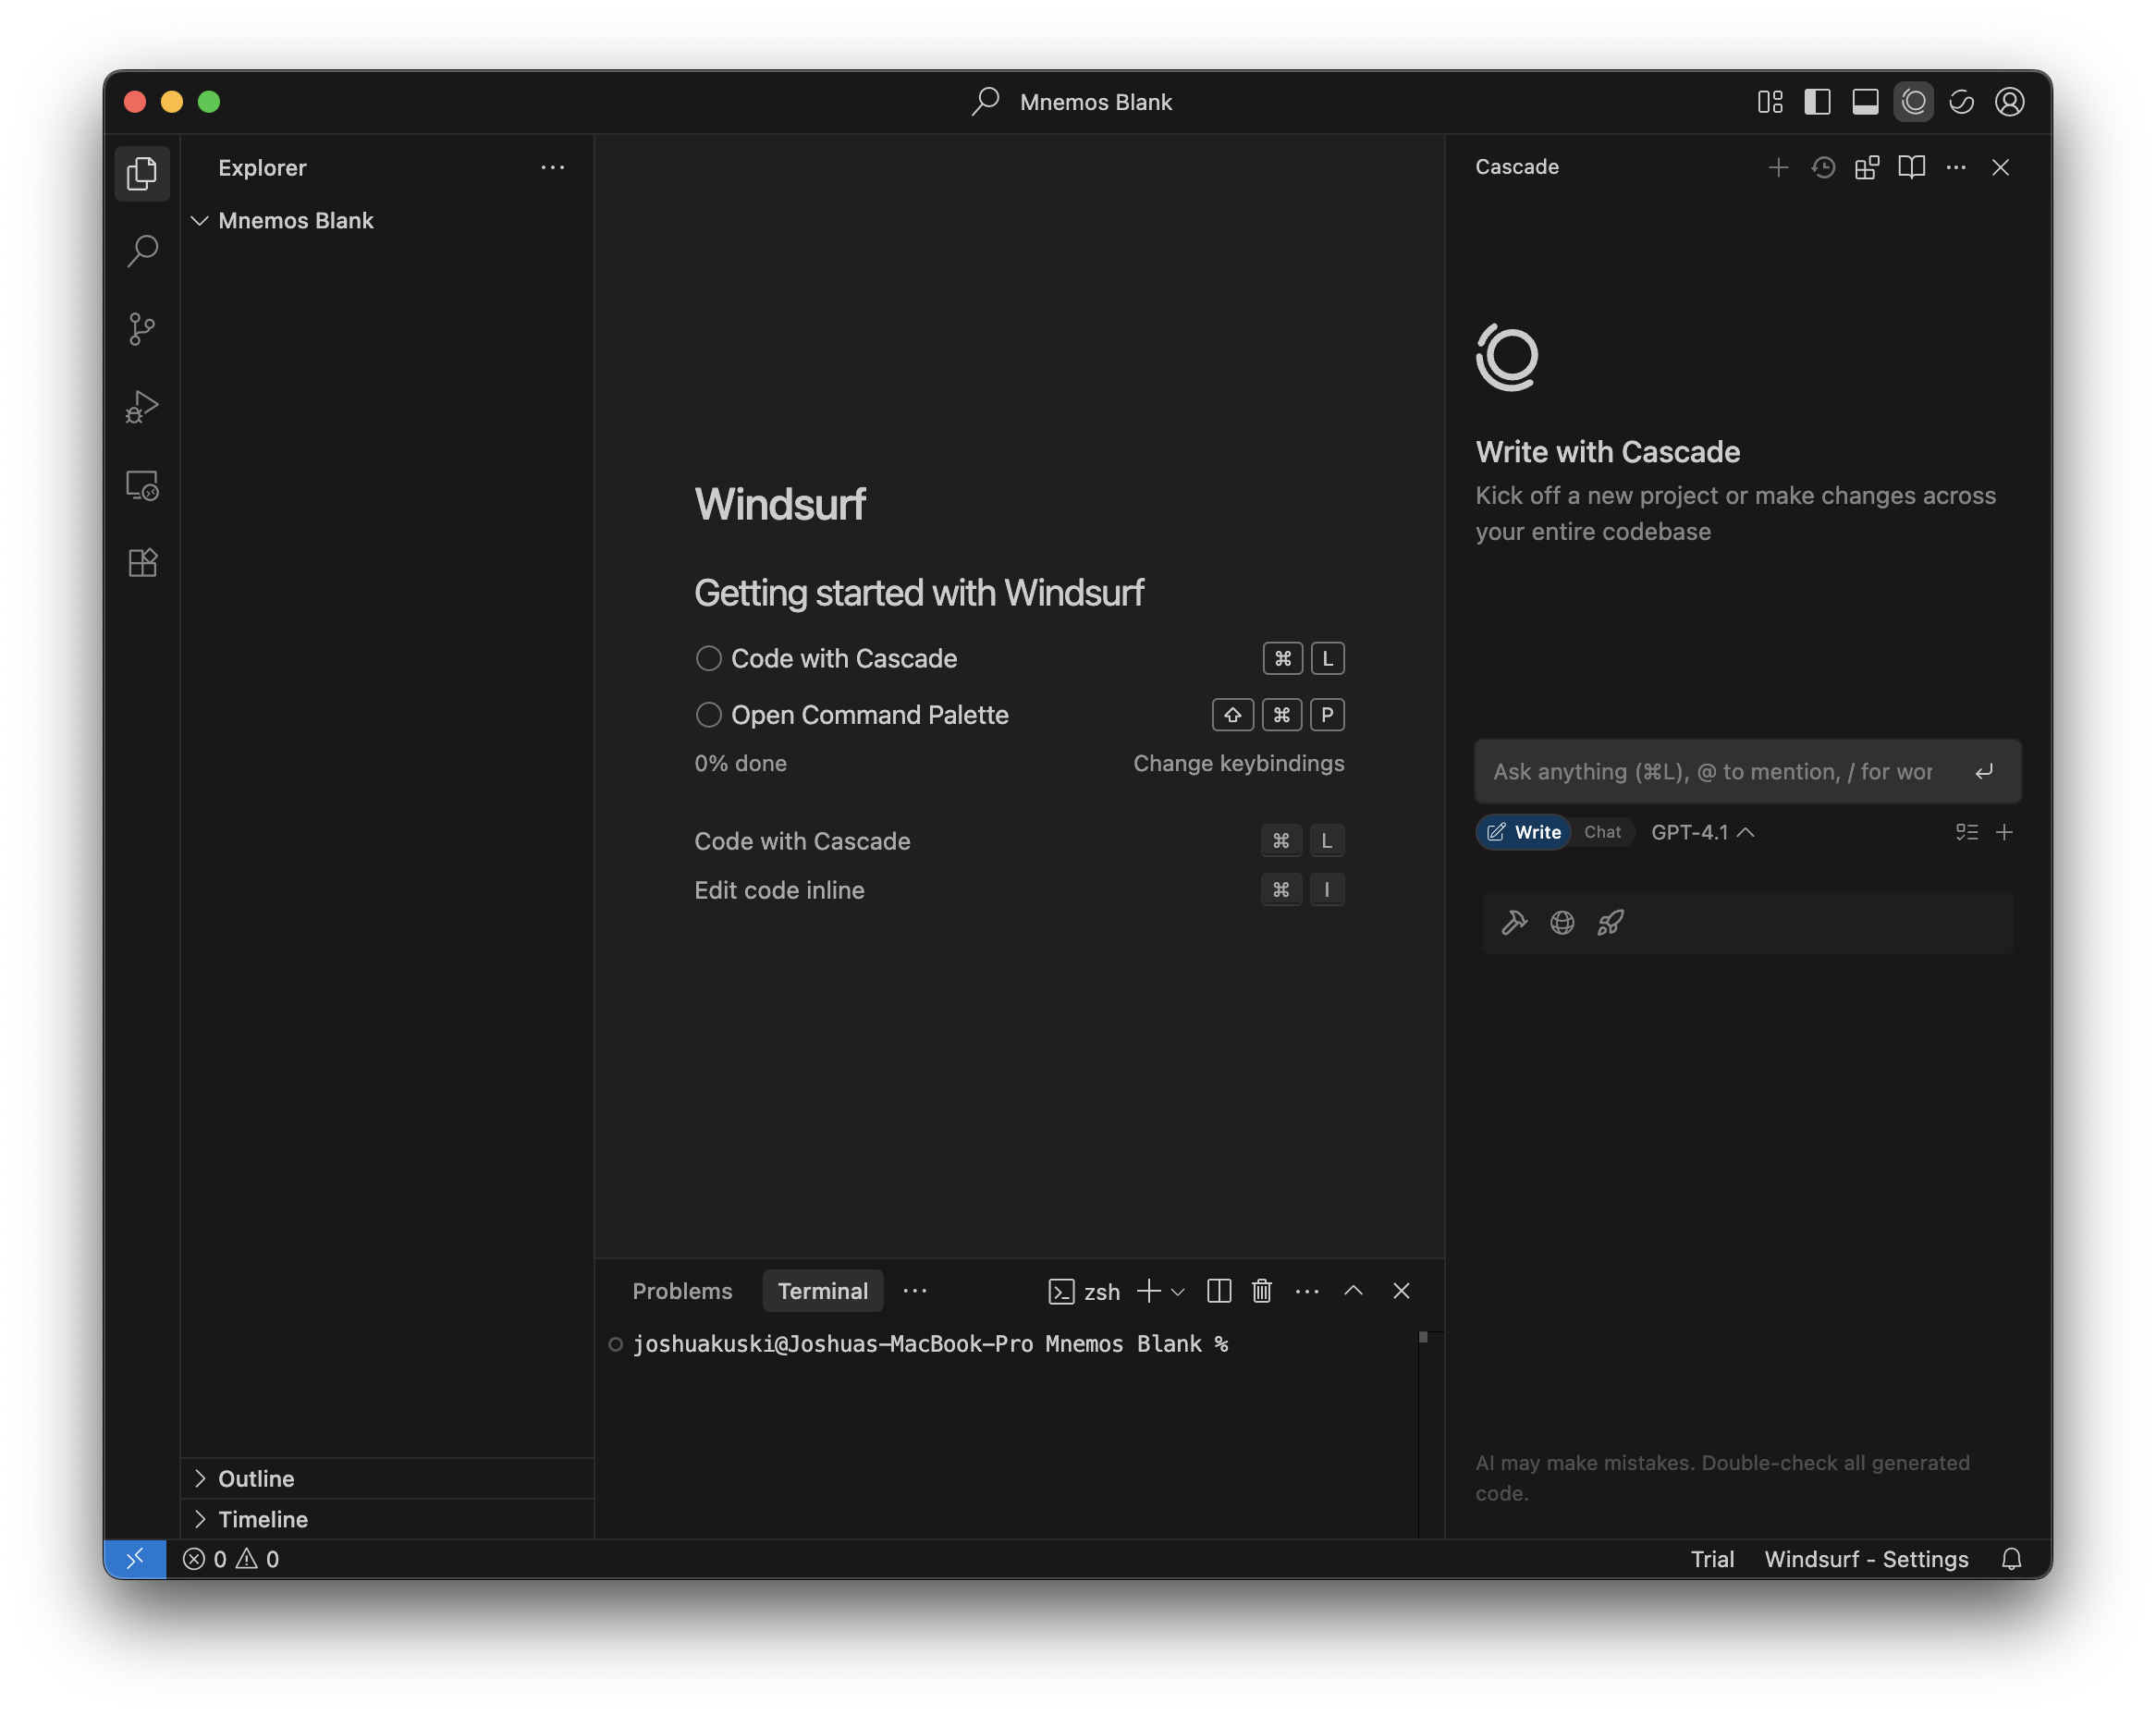 Mnemos Blank
Explorer
Mnemos Blank
Outline
Timeline
Windsurf
Getting started with Windsurf
Code with Cascade ⌘ L
Open Command Palette ⇧ ⌘ P
0% done Change keybindings
Code with Cascade ⌘ L
Edit code inline ⌘ I
Problems Terminal zsh
joshuakuski@Joshuas-MacBook-Pro Mnemos Blank %
Cascade
Write with Cascade
Kick off a new project or make changes across
your entire codebase
Ask anything (⌘L), @ to mention, / for wor
Write Chat GPT-4.1
AI may make mistakes. Double-check all generated
code.
0 0 Trial Windsurf - Settings